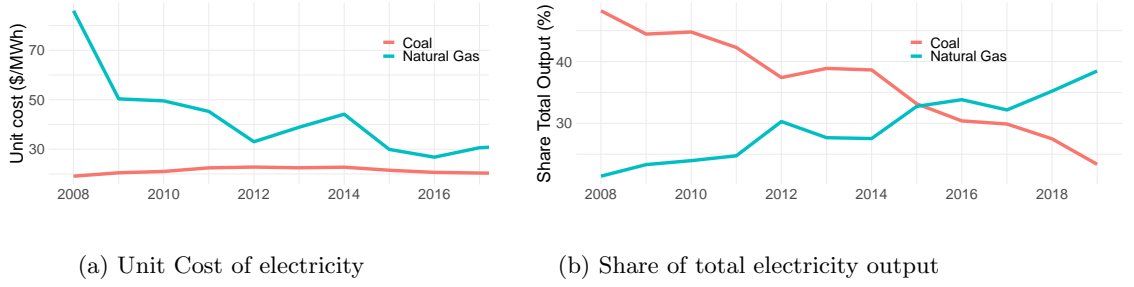 Unit cost ($/MWh)
70
50
30
Coal
Natural Gas
2008
2010
2012
2014
2016
(a) Unit Cost of electricity
Share Total Output (%)
40
30
Coal
Natural Gas
2008
2010
2012
2014
2016
2018
(b) Share of total electricity output